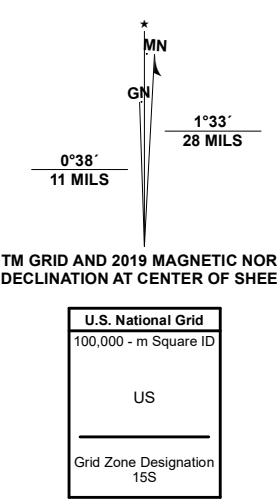 ★
MN
GN
1°33´
28 MILS
0°38´
11 MILS
TM GRID AND 2019 MAGNETIC NOR
DECLINATION AT CENTER OF SHEE
U.S. National Grid
100,000 - m Square ID
US
Grid Zone Designation
15S